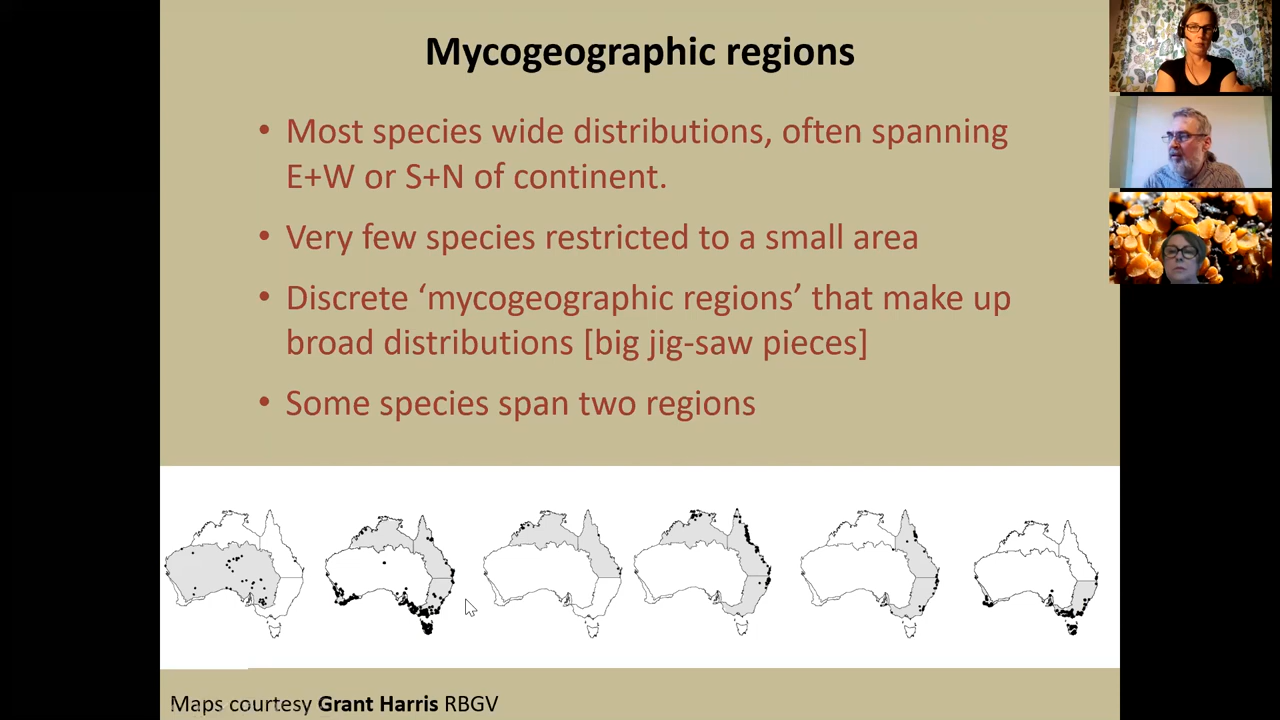 Mycogeographic regions
• Most species wide distributions, often spanning
E+W or S+N of continent.
• Very few species restricted to a small area
• Discrete ‘mycogeographic regions’ that make up
broad distributions [big jig-saw pieces]
• Some species span two regions
Maps courtesy Grant Harris RBGV